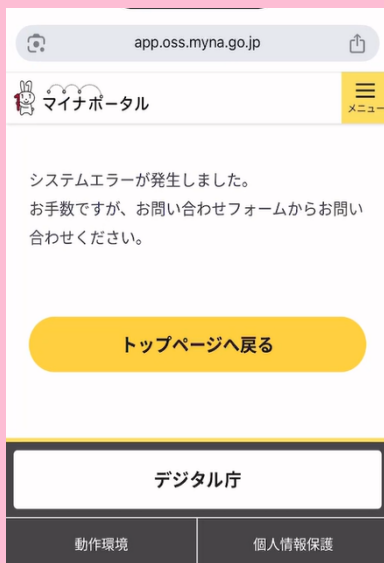 app.oss.myna.go.jp
マイナポータル
メニュー
システムエラーが発生しました。
お手数ですが、お問い合わせフォームからお問い
合わせください。
トップページへ戻る
デジタル庁
動作環境
個人情報保護